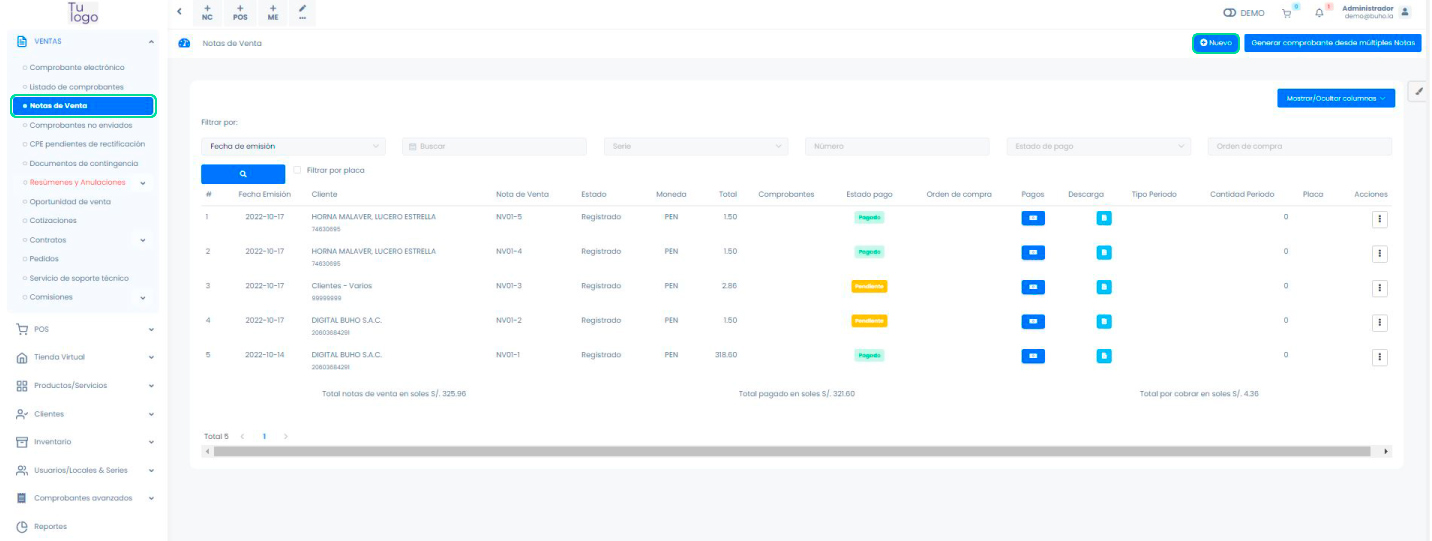 Tu
logo
+ NC
+ POS
+ ME
...
DEMO
0
1
Administrador
demo@buho.la
VENTAS
Comprobante electrónico
Listado de comprobantes
Notas de Venta
Comprobantes no enviados
CPE pendientes de rectificación
Documentos de contingencia
Resúmenes y Anulaciones
Oportunidad de venta
Cotizaciones
Contratos
Pedidos
Servicio de soporte técnico
Comisiones
POS
Tienda Virtual
Productos/Servicios
Clientes
Inventario
Usuarios/Locales & Series
Comprobantes avanzados
Reportes
Notas de Venta
Nuevo
Generar comprobante desde múltiples Notas
Mostrar/Ocultar columnas
Filtrar por:
Fecha de emisión Buscar Serie Número Estado de pago Orden de compra
Filtrar por placa
# Fecha Emisión Cliente Nota de Venta Estado Moneda Total Comprobantes Estado pago Orden de compra Pagos Descarga Tipo Periodo Cantidad Periodo Placa Acciones
1 2022-10-17 HORNA MALAVER, LUCERO ESTRELLA NV01-5 Registrado PEN 1.50 Pagado 0
74630695
2 2022-10-17 HORNA MALAVER, LUCERO ESTRELLA NV01-4 Registrado PEN 1.50 Pagado 0
74630695
3 2022-10-17 Clientes - Varios NV01-3 Registrado PEN 2.86 Pendiente 0
99999999
4 2022-10-17 DIGITAL BUHO S.A.C. NV01-2 Registrado PEN 1.50 Pendiente 0
20603684291
5 2022-10-14 DIGITAL BUHO S.A.C. NV01-1 Registrado PEN 318.60 Pagado 0
20603684291
Total notas de venta en soles S/. 325.96 Total pagado en soles S/. 321.60 Total por cobrar en soles S/. 4.36
Total 5 < 1 >